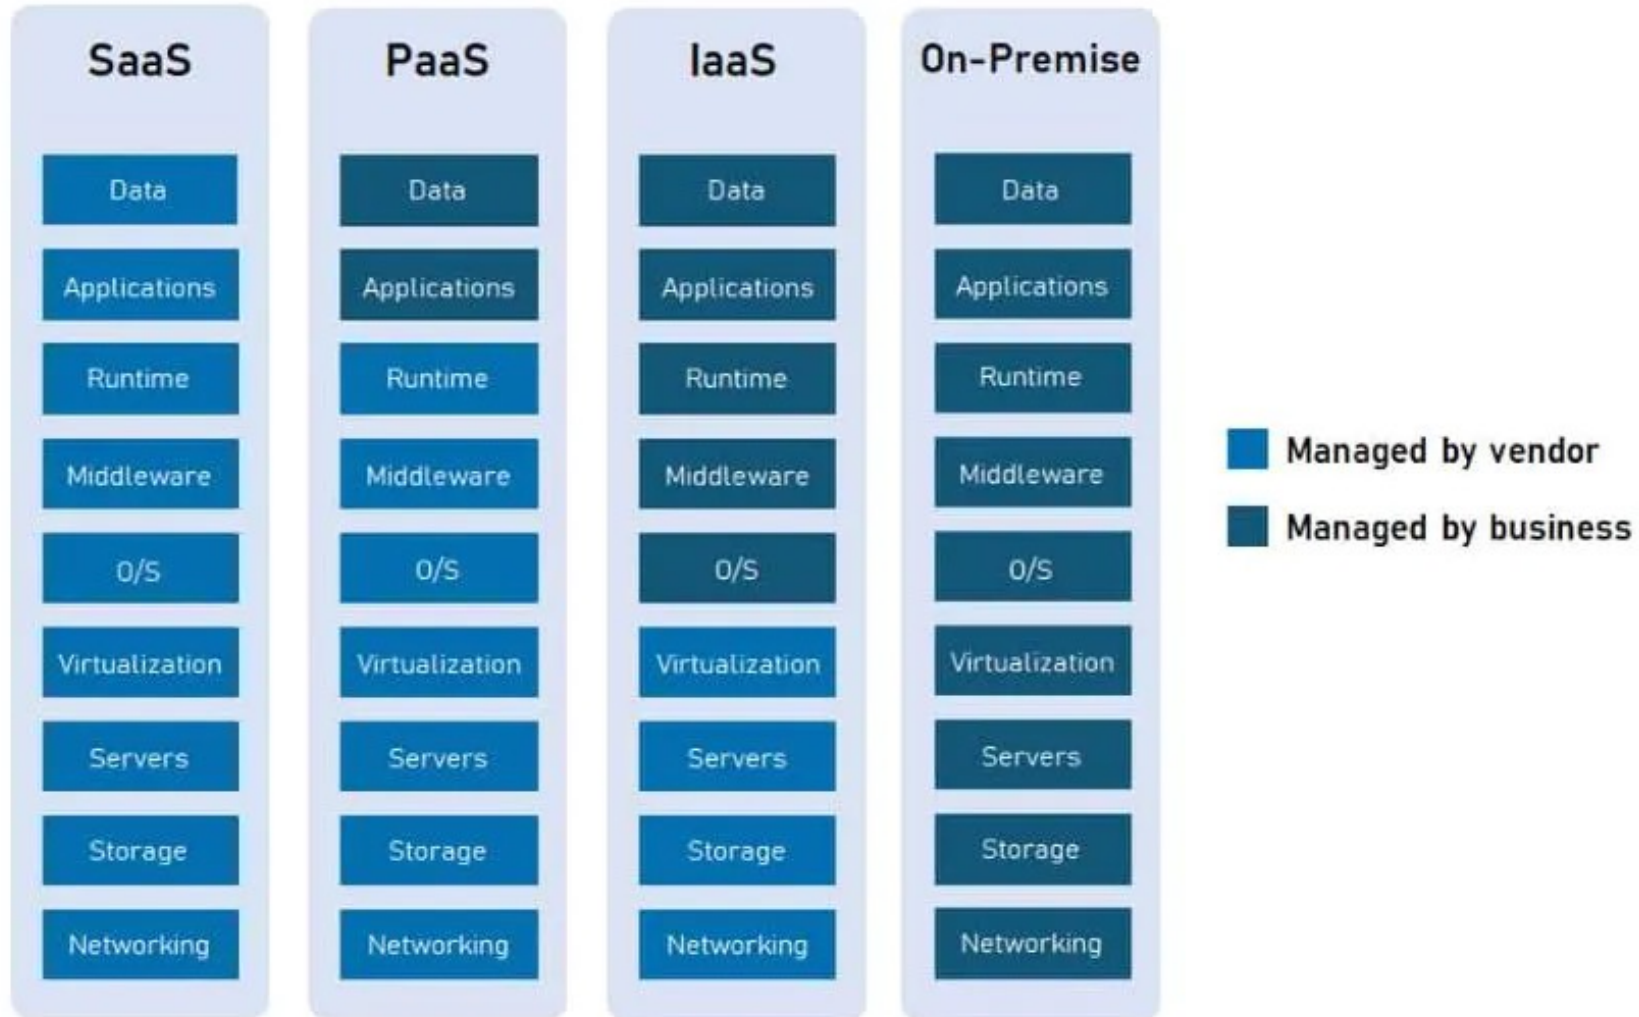 SaaS
Data
Applications
Runtime
Middleware
O/S
Virtualization
Servers
Storage
Networking
PaaS
Data
Applications
Runtime
Middleware
O/S
Virtualization
Servers
Storage
Networking
IaaS
Data
Applications
Runtime
Middleware
O/S
Virtualization
Servers
Storage
Networking
On-Premise
Data
Applications
Runtime
Middleware
O/S
Virtualization
Servers
Storage
Networking
Managed by vendor
Managed by business